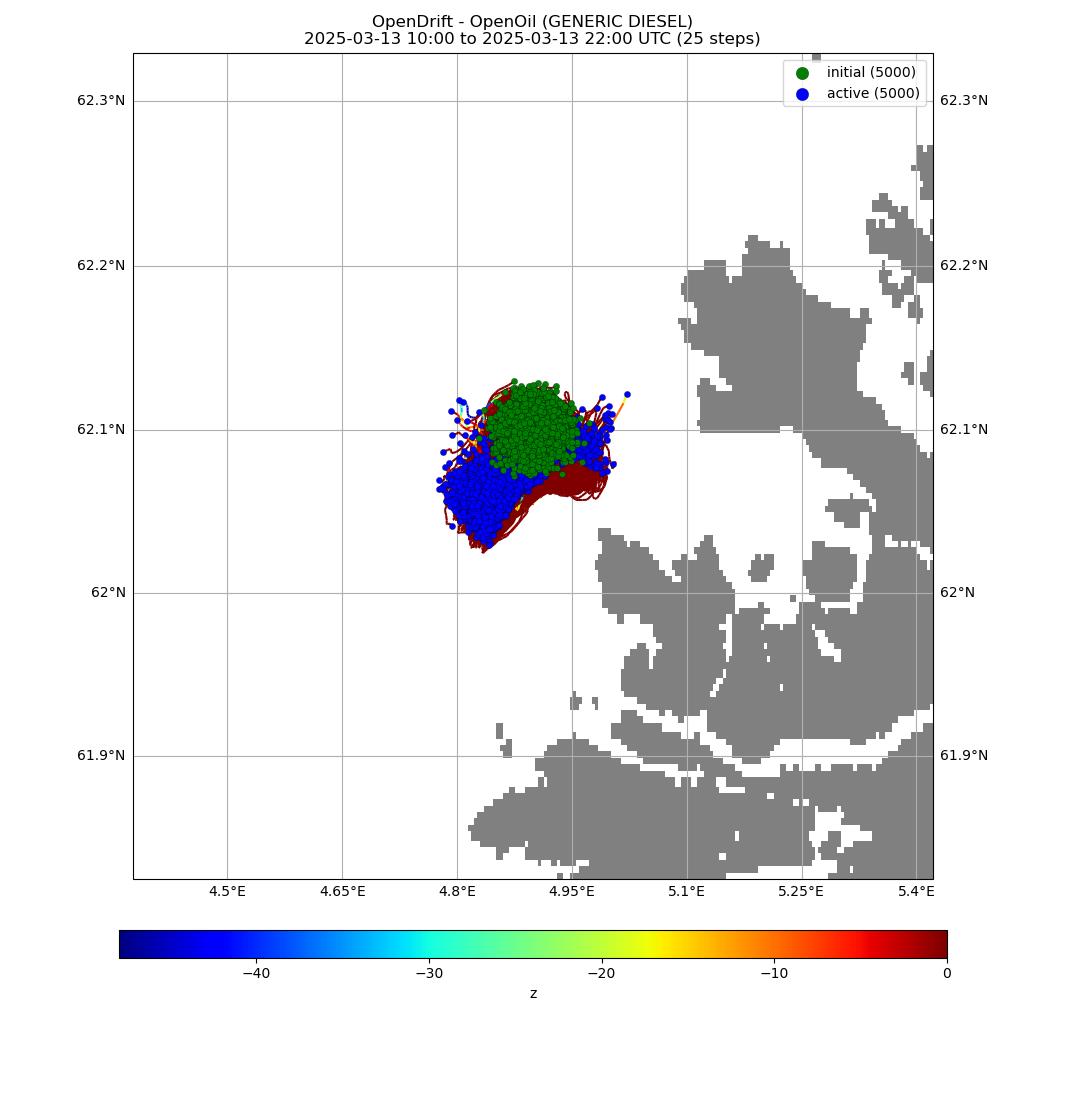 OpenDrift - OpenOil (GENERIC DIESEL)
2025-03-13 10:00 to 2025-03-13 22:00 UTC (25 steps)
initial (5000)
active (5000)
62.3°N 62.3°N
62.2°N 62.2°N
62.1°N 62.1°N
62°N 62°N
61.9°N 61.9°N
4.5°E 4.65°E 4.8°E 4.95°E 5.1°E 5.25°E 5.4°E
−40 −30 −20 −10 0
z